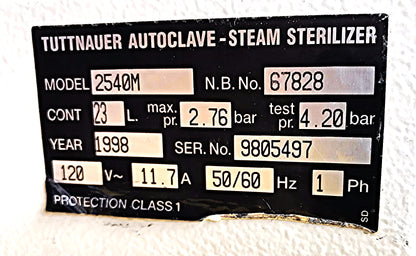 TUTTNAUER AUTOCLAVE - STEAM STERILIZER
MODEL 2540M N.B. No. 67828
CONT 23 L. max. pr. 2.76 bar test pr. 4.20 bar
YEAR 1998 SER. No. 9805497
120 V~ 11.7 A 50/60 Hz 1 Ph
PROTECTION CLASS 1
SD